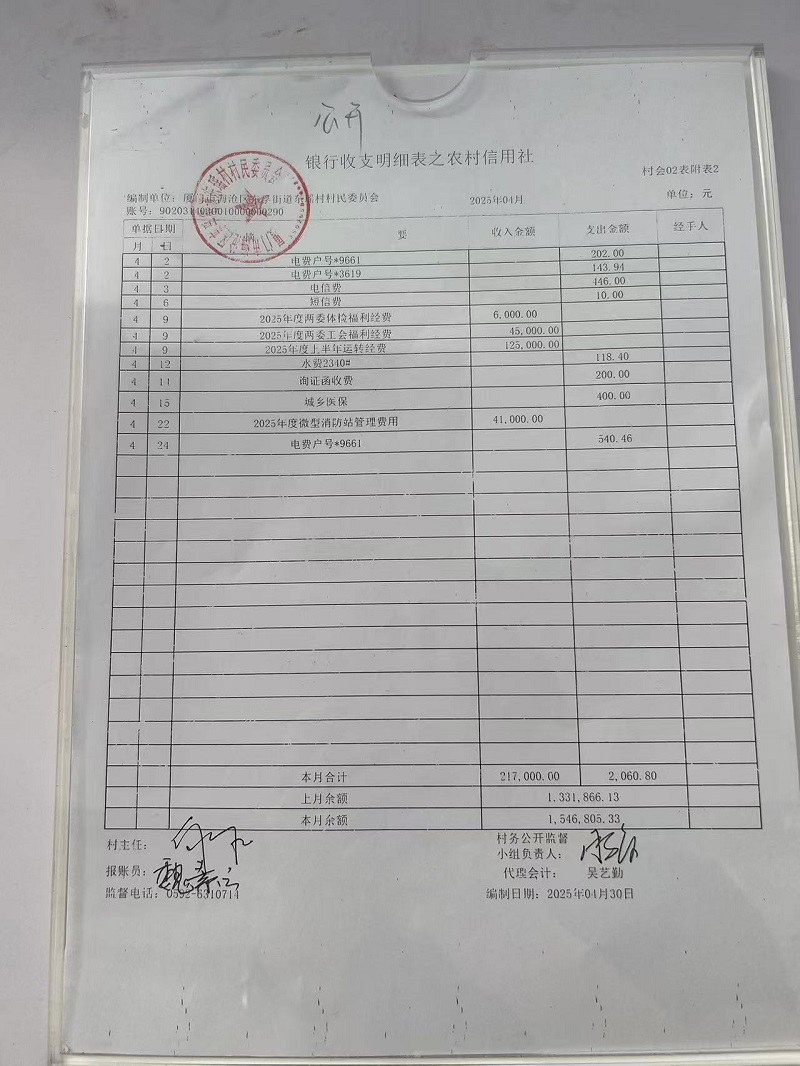 公开
银行收支明细表之农村信用社
村会02表附表2
编制单位: 厦门市海沧区 街道 村村民委员会 2025年04月 单位: 元
账号: 
单据日期 要 收入金额 支出金额 经手人
月 日
4 2 电费户号*9661 202.00
4 2 电费户号*3619 143.94
4 3 电信费 446.00
4 6 短信费 10.00
4 9 2025年度两委体检福利经费 6,000.00
4 9 2025年度两委工会福利经费 45,000.00
4 9 2025年度上半年运转经费 125,000.00
4 12 水费2340# 118.40
4 14 询证函收费 200.00
4 15 城乡医保 400.00
4 22 2025年度微型消防站管理费用 41,000.00
4 24 电费户号*9661 540.46
本月合计 217,000.00 2,060.80
上月余额 1,331,866.13
本月余额 1,546,805.33
村主任:
村务公开监督
小组负责人:
报账员:
代理会计: 吴艺勤
监督电话: 0592-6310714
编制日期: 2025年04月30日